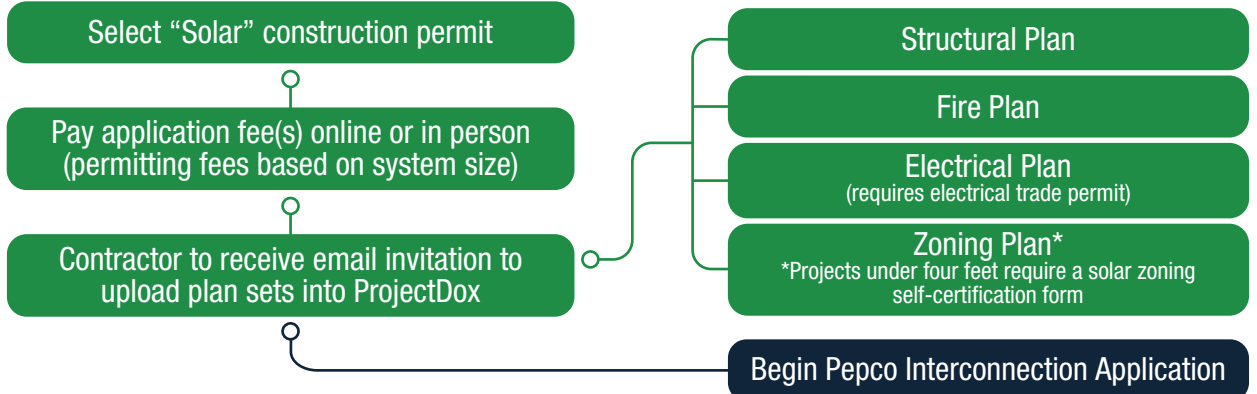 Select “Solar” construction permit
Pay application fee(s) online or in person
(permitting fees based on system size)
Contractor to receive email invitation to
upload plan sets into ProjectDox
Structural Plan
Fire Plan
Electrical Plan
(requires electrical trade permit)
Zoning Plan*
*Projects under four feet require a solar zoning
self-certification form
Begin Pepco Interconnection Application